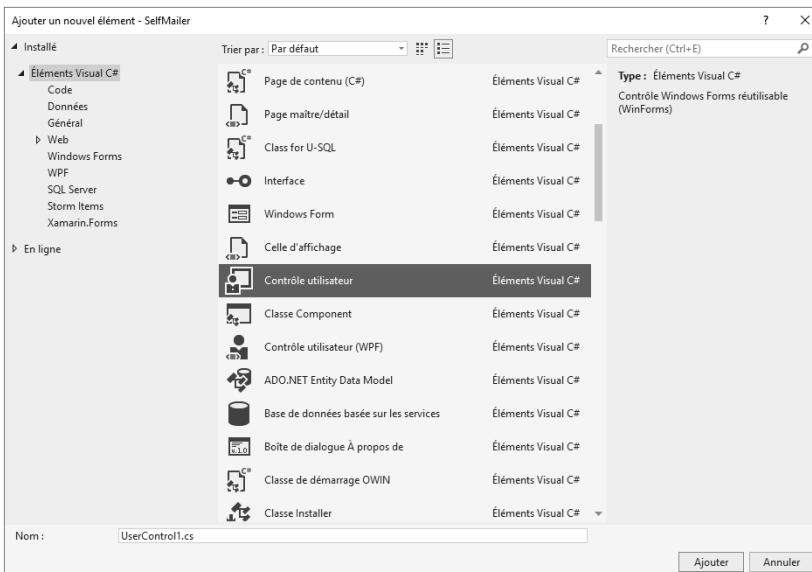 Ajouter un nouvel élément - SelfMailer
? ×
Installé
Trier par : Par défaut
Rechercher (Ctrl+E)
Éléments Visual C#
Code
Données
Général
Web
Windows Forms
WPF
SQL Server
Storm Items
Xamarin.Forms
En ligne
Page de contenu (C#) Éléments Visual C#
Page maître/détail Éléments Visual C#
Class for U-SQL Éléments Visual C#
Interface Éléments Visual C#
Windows Form Éléments Visual C#
Celle d'affichage Éléments Visual C#
Contrôle utilisateur Éléments Visual C#
Classe Component Éléments Visual C#
Contrôle utilisateur (WPF) Éléments Visual C#
ADO.NET Entity Data Model Éléments Visual C#
Base de données basée sur les services Éléments Visual C#
Boîte de dialogue À propos de Éléments Visual C#
Classe de démarrage OWIN Éléments Visual C#
Classe Installer Éléments Visual C#
Type : Éléments Visual C#
Contrôle Windows Forms réutilisable
(WinForms)
Nom : UserControl1.cs
Ajouter Annuler